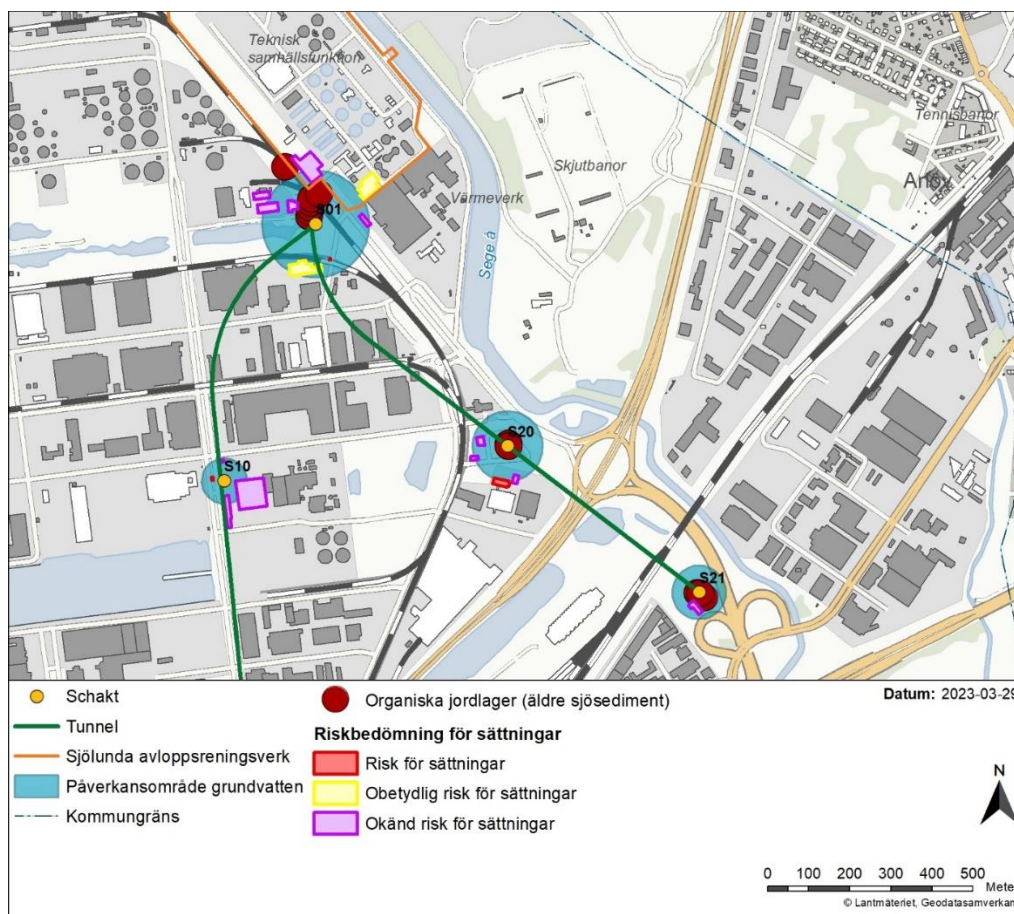 Teknisk
samhällsfunktion
Tennisbanor
Skjutbanor
Arlöv
Värmeverk
S01
Sege å
S20
S10
S21
Schakt
Tunnel
Sjölunda avloppsreningsverk
Påverkansområde grundvatten
Kommungräns
Organiska jordlager (äldre sjösediment)
Riskbedömning för sättningar
Risk för sättningar
Obetydlig risk för sättningar
Okänd risk för sättningar
Datum: 2023-03-29
N
0 100 200 300 400 500 Mete
© Lantmäteriet, Geodatasamverkan